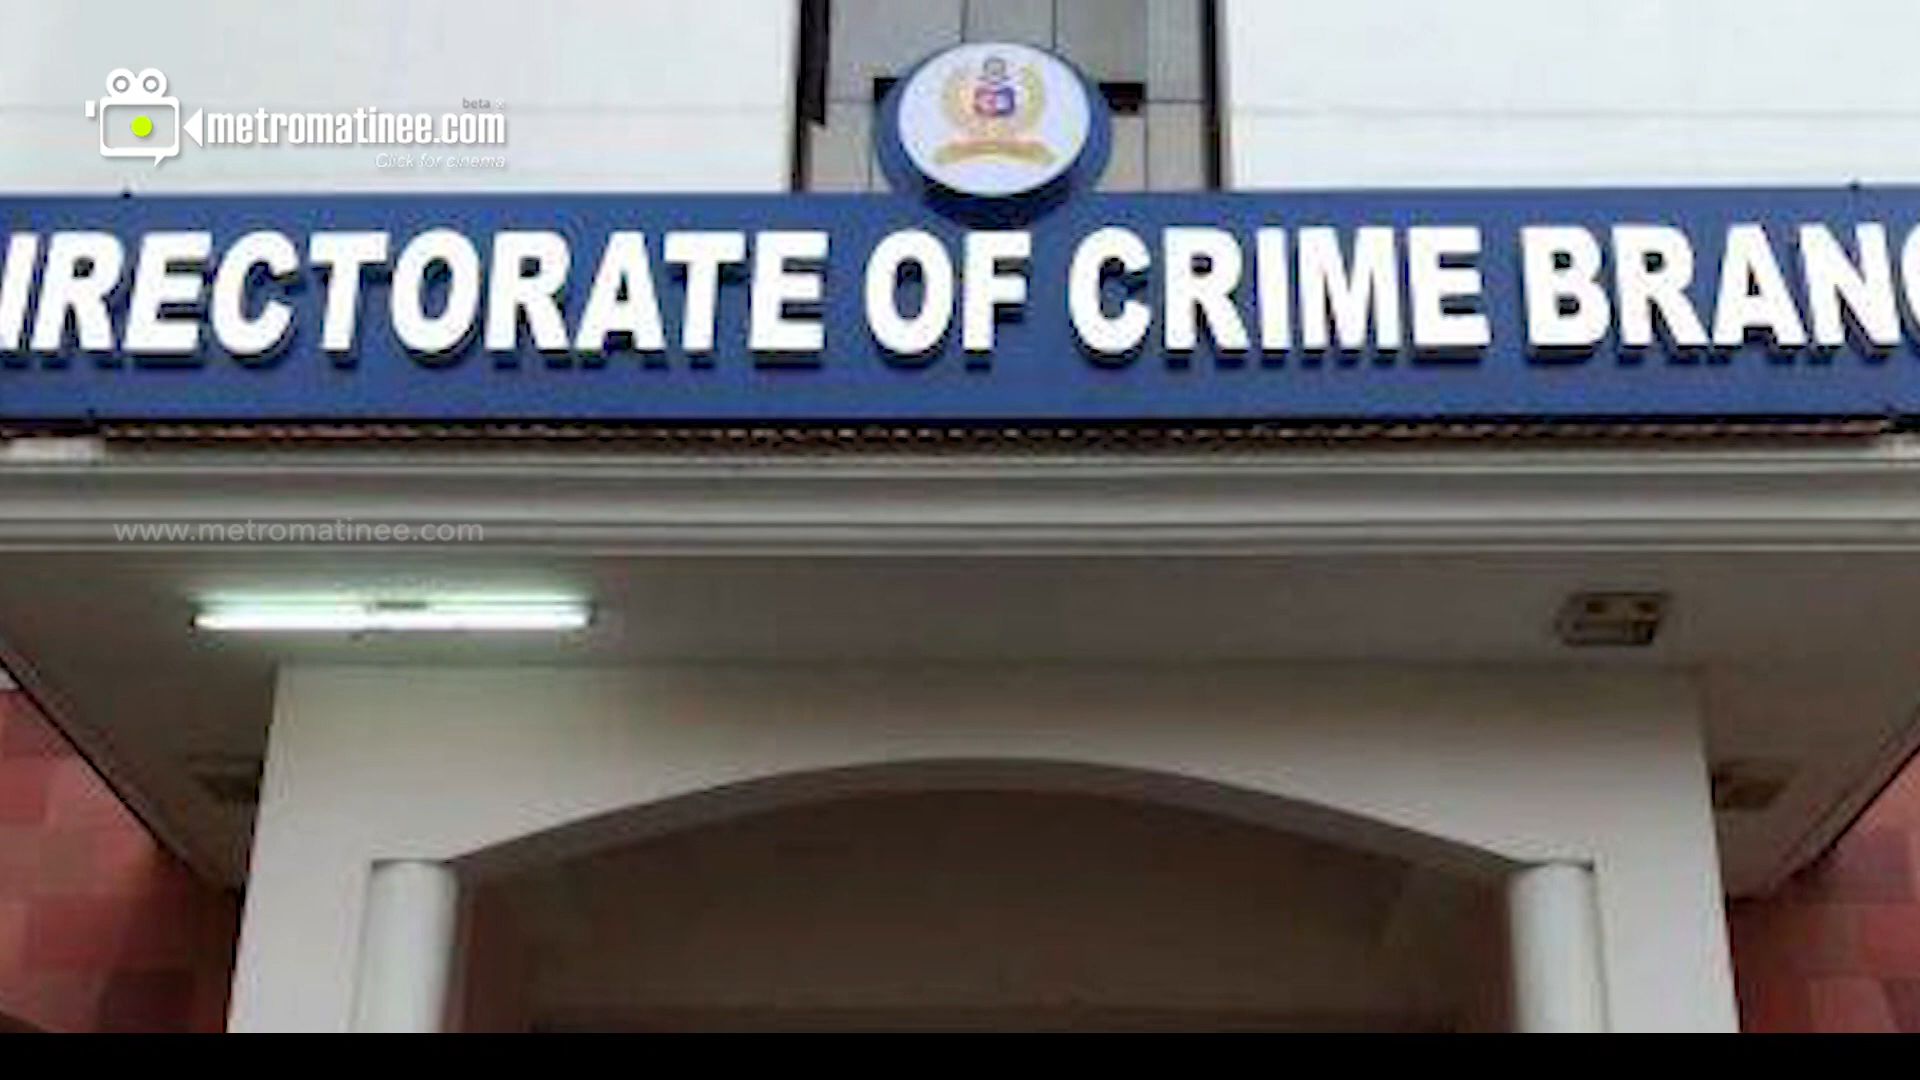 beta
metromatinee.com
Click for cinema
IRECTORATE OF CRIME BRANC
www.metromatinee.com